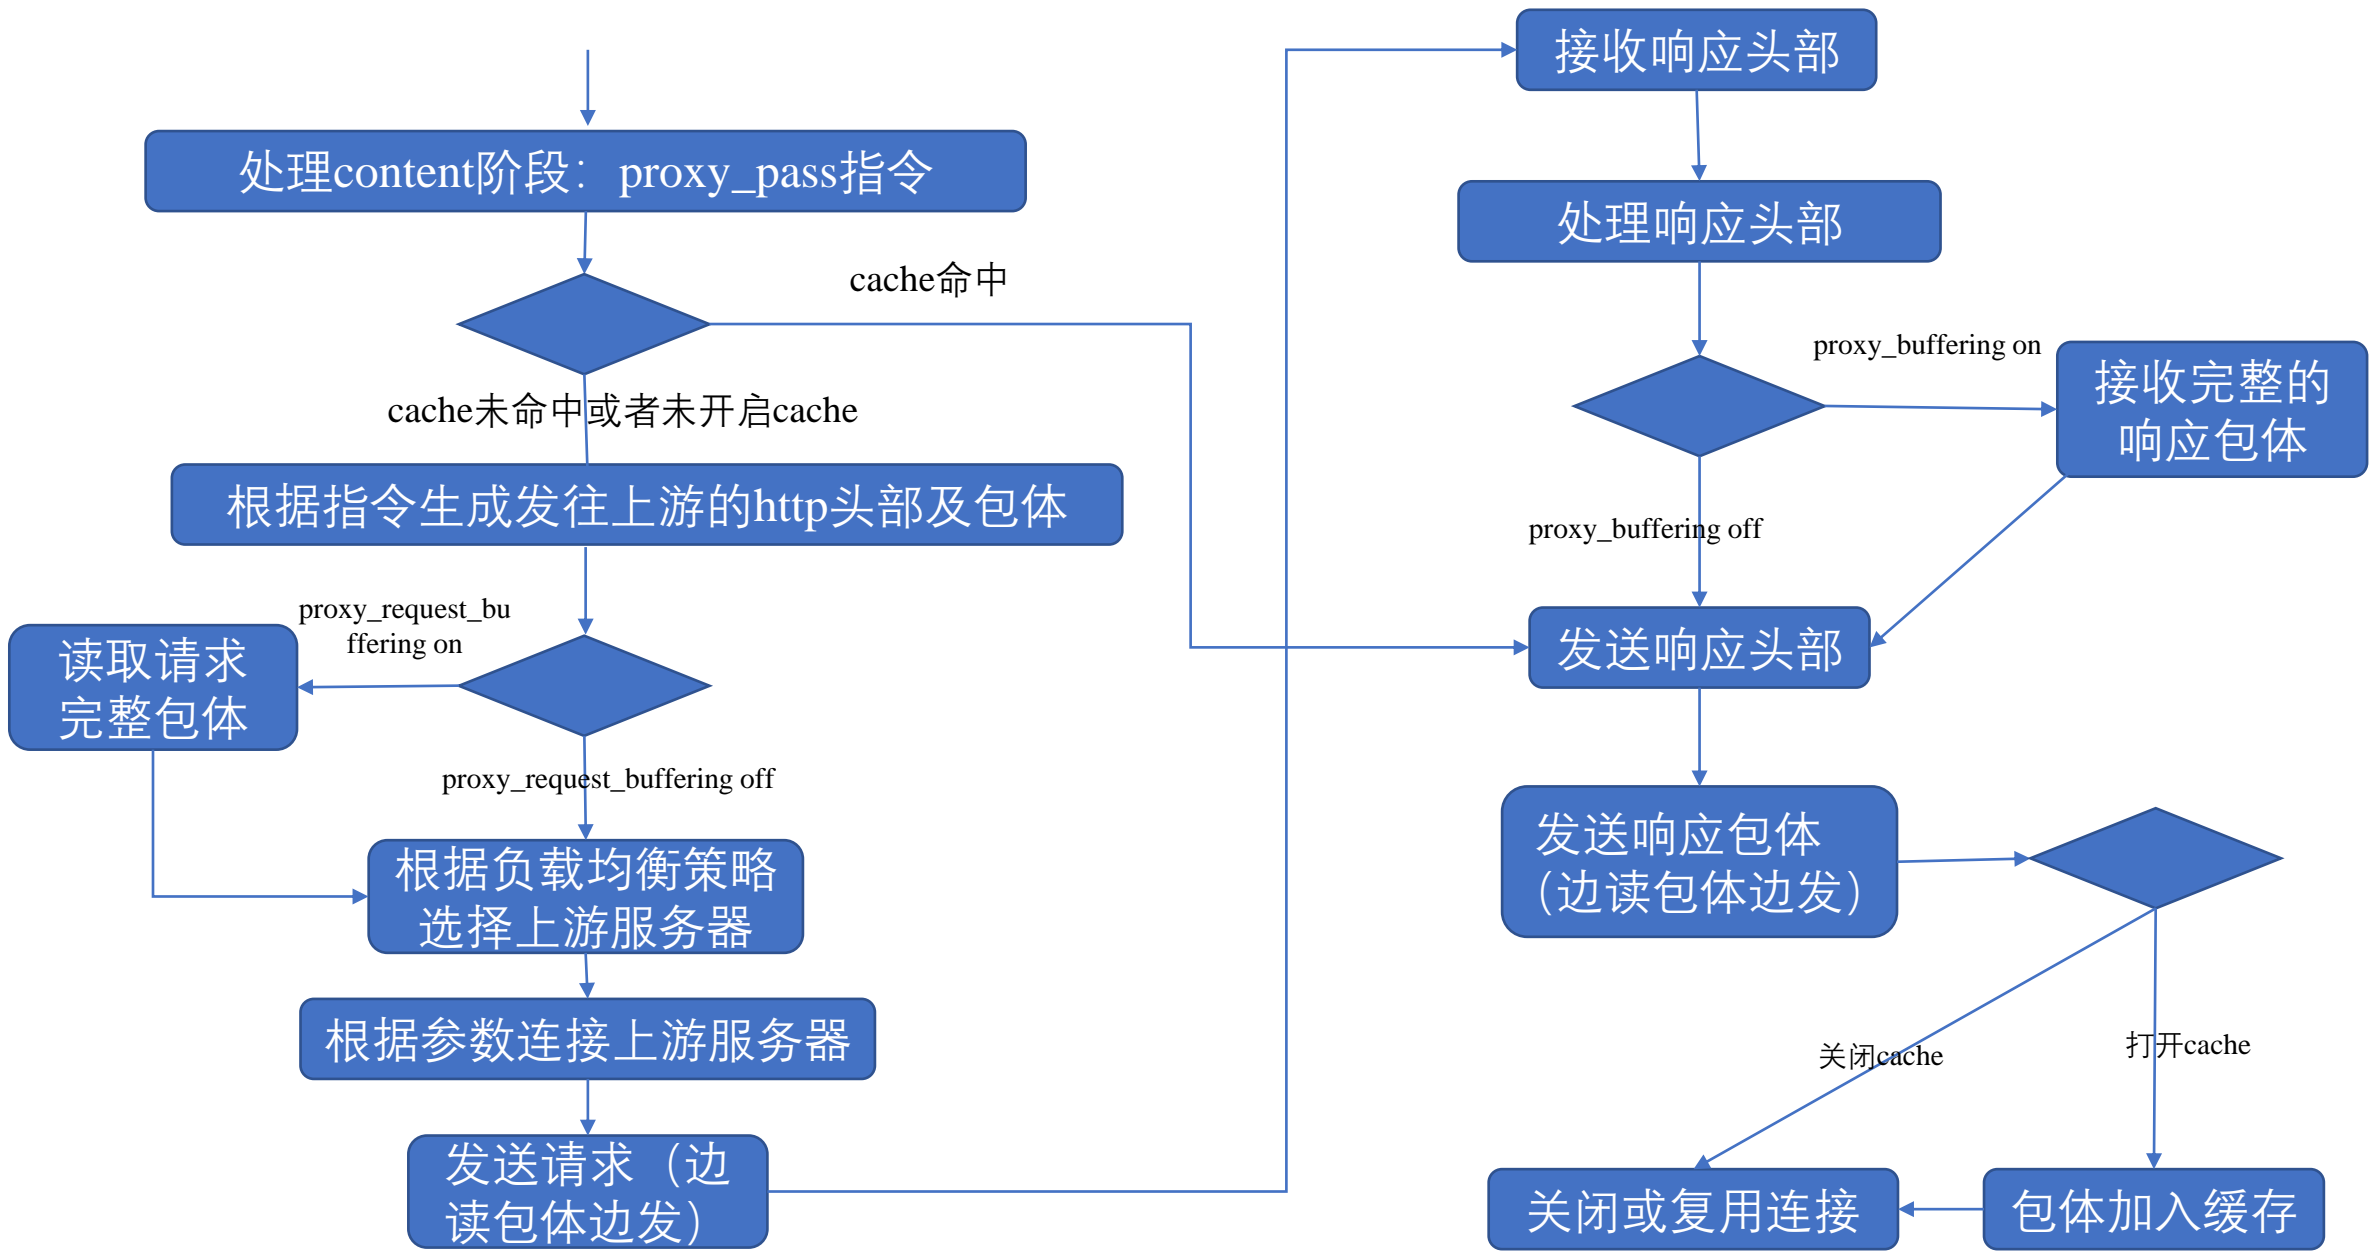 处理content阶段：proxy_pass指令
cache命中
cache未命中或者未开启cache
根据指令生成发往上游的http头部及包体
proxy_request_bu
ffering on
读取请求
完整包体
proxy_request_buffering off
根据负载均衡策略
选择上游服务器
根据参数连接上游服务器
发送请求（边
读包体边发）
接收响应头部
处理响应头部
proxy_buffering on
接收完整的
响应包体
proxy_buffering off
发送响应头部
发送响应包体
（边读包体边发）
关闭cache
打开cache
关闭或复用连接
包体加入缓存